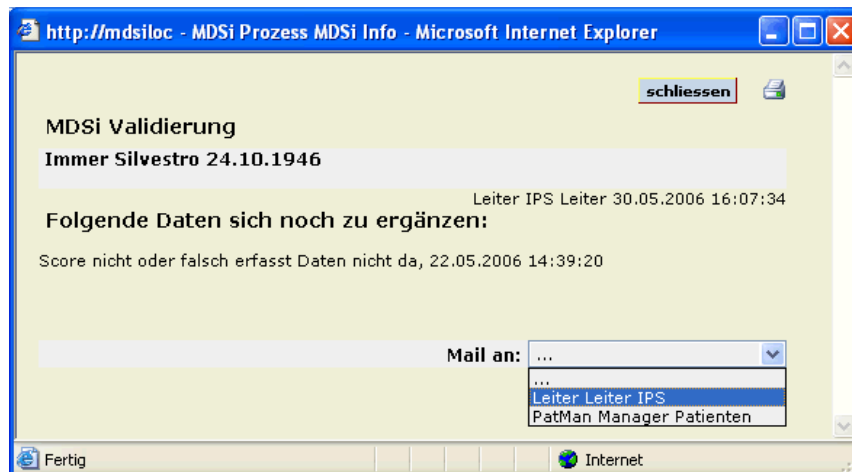 http://mdsiloc - MDSi Prozess MDSi Info - Microsoft Internet Explorer
schliessen
MDSi Validierung
Immer Silvestro 24.10.1946
Leiter IPS Leiter 30.05.2006 16:07:34
Folgende Daten sich noch zu ergänzen:
Score nicht oder falsch erfasst Daten nicht da, 22.05.2006 14:39:20
Mail an: ...
...
Leiter Leiter IPS
PatMan Manager Patienten
Fertig Internet